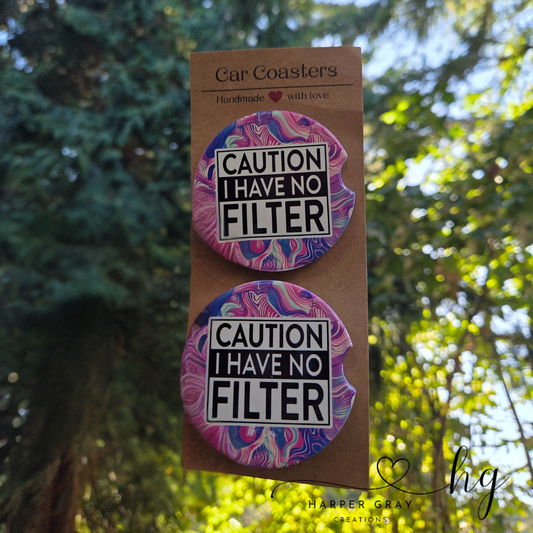 Car Coasters
Handmade ❤ with love
CAUTION
I HAVE NO
FILTER
CAUTION
I HAVE NO
FILTER
hg
HARPER GRAY
CREATIONS